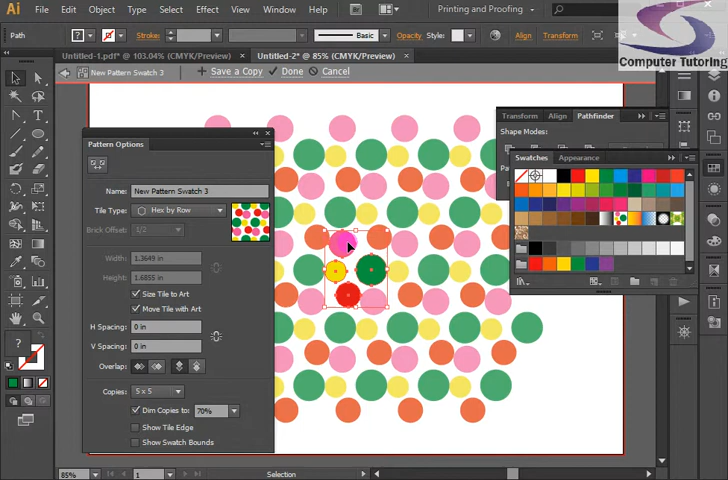 Ai File Edit Object Type Select Effect View Window Help Printing and Proofing
Path Stroke: Basic Opacity Style: Align Transform
Computer Tutoring
Untitled-1.pdf* @ 103.04% (CMYK/Preview) × Untitled-2* @ 85% (CMYK/Preview) ×
New Pattern Swatch 3 + Save a Copy Done Cancel
Transform Align Pathfinder
Shape Modes:
Pattern Options
Swatches Appearance
Name: New Pattern Swatch 3
Tile Type: Hex by Row
Brick Offset: 1/2
Width: 1.3649 in
Height: 1.6855 in
Size Tile to Art
Move Tile with Art
H Spacing: 0 in
V Spacing: 0 in
Overlap:
Copies: 5 x 5
Dim Copies to: 70%
Show Tile Edge
Show Swatch Bounds
85% 1 Selection